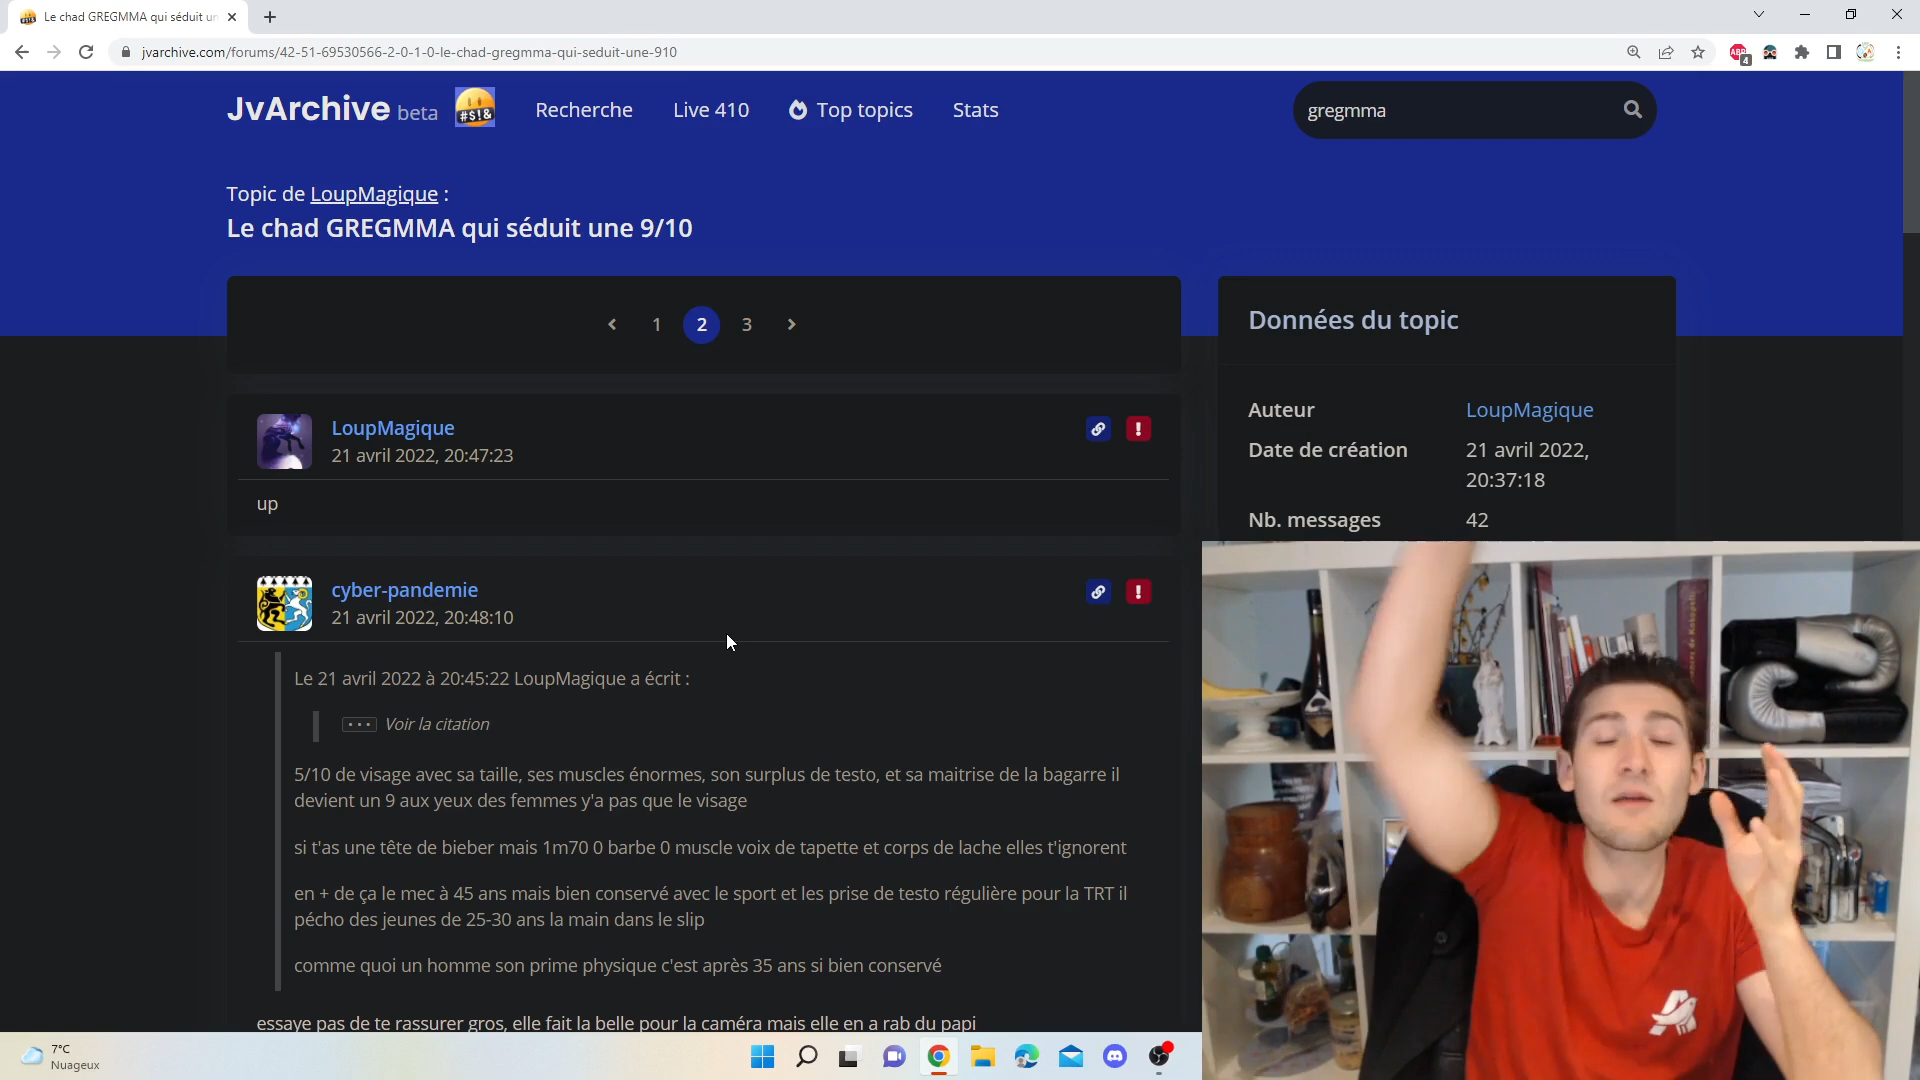 Le chad GREGMMA qui séduit un
jvarchive.com/forums/42-51-69530566-2-0-1-0-le-chad-gregmma-qui-seduit-une-910
ABP
4
JvArchive beta
#$!&
Recherche
Live 410
Top topics
Stats
gregmma
Topic de LoupMagique :
Le chad GREGMMA qui séduit une 9/10
1
2
3
LoupMagique
21 avril 2022, 20:47:23
up
cyber-pandemie
21 avril 2022, 20:48:10
Le 21 avril 2022 à 20:45:22 LoupMagique a écrit :
Voir la citation
5/10 de visage avec sa taille, ses muscles énormes, son surplus de testo, et sa maitrise de la bagarre il
devient un 9 aux yeux des femmes y'a pas que le visage
si t'as une tête de bieber mais 1m70 0 barbe 0 muscle voix de tapette et corps de lache elles t'ignorent
en + de ça le mec à 45 ans mais bien conservé avec le sport et les prise de testo régulière pour la TRT il
pécho des jeunes de 25-30 ans la main dans le slip
comme quoi un homme son prime physique c'est après 35 ans si bien conservé
essaye pas de te rassurer gros, elle fait la belle pour la caméra mais elle en a rab du papi
Données du topic
Auteur
LoupMagique
Date de création
21 avril 2022,
20:37:18
Nb. messages
42
7°C
Nuageux